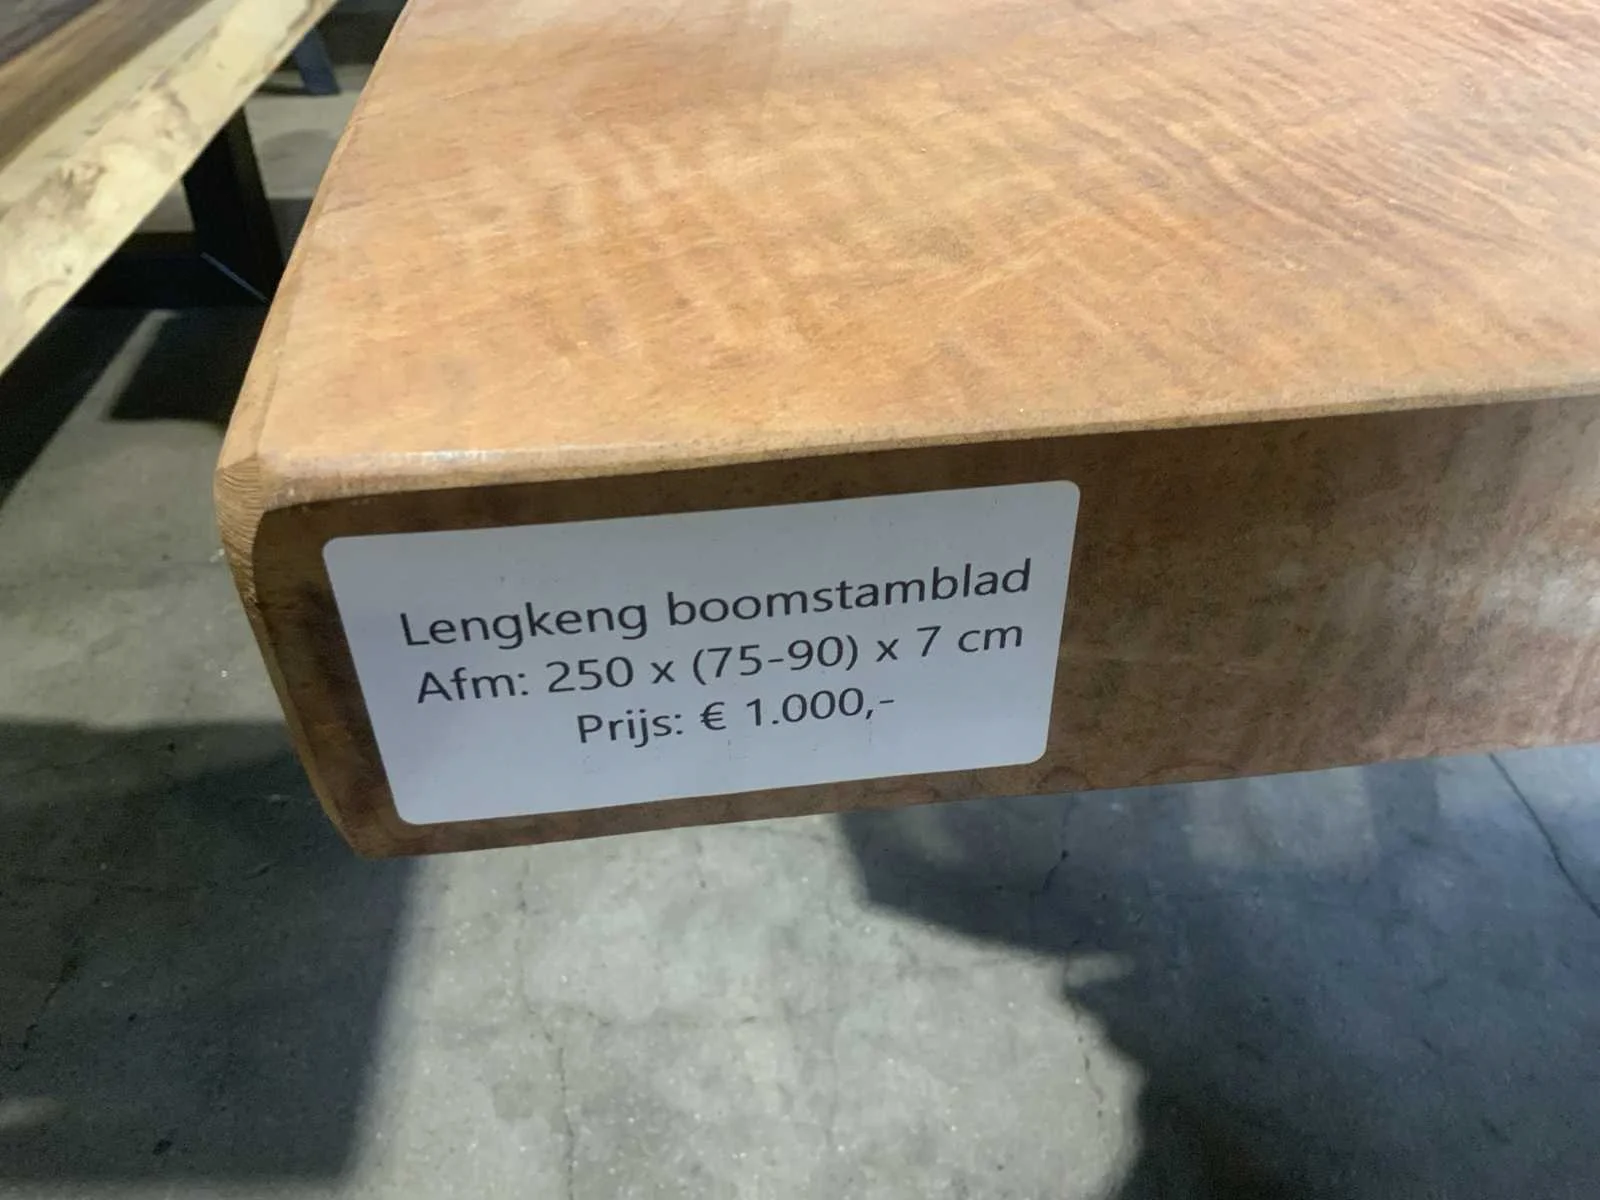 Lengkeng boomstamblad
Afm: 250 x (75-90) x 7 cm
Prijs: € 1.000,-